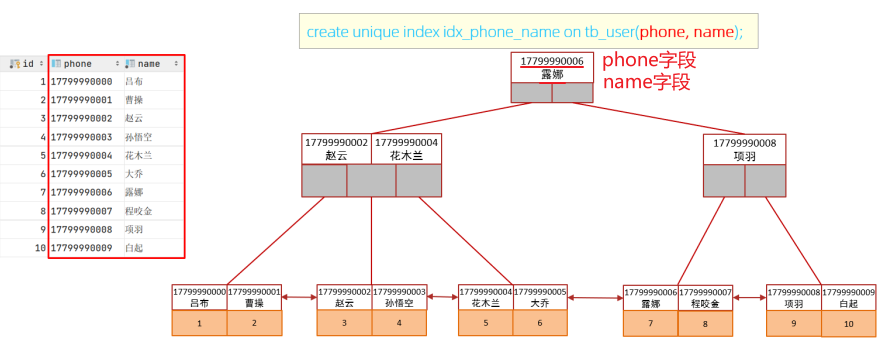 create unique index idx_phone_name on tb_user(phone, name);
id phone name
1 17799990000 吕布
2 17799990001 曹操
3 17799990002 赵云
4 17799990003 孙悟空
5 17799990004 花木兰
6 17799990005 大乔
7 17799990006 露娜
8 17799990007 程咬金
9 17799990008 项羽
10 17799990009 白起
17799990006 phone字段
露娜 name字段
17799990002 17799990004 17799990008
赵云 花木兰 项羽
17799990000 17799990001 17799990002 17799990003 17799990004 17799990005 17799990006 17799990007 17799990008 17799990009
吕布 曹操 赵云 孙悟空 花木兰 大乔 露娜 程咬金 项羽 白起
1 2 3 4 5 6 7 8 9 10